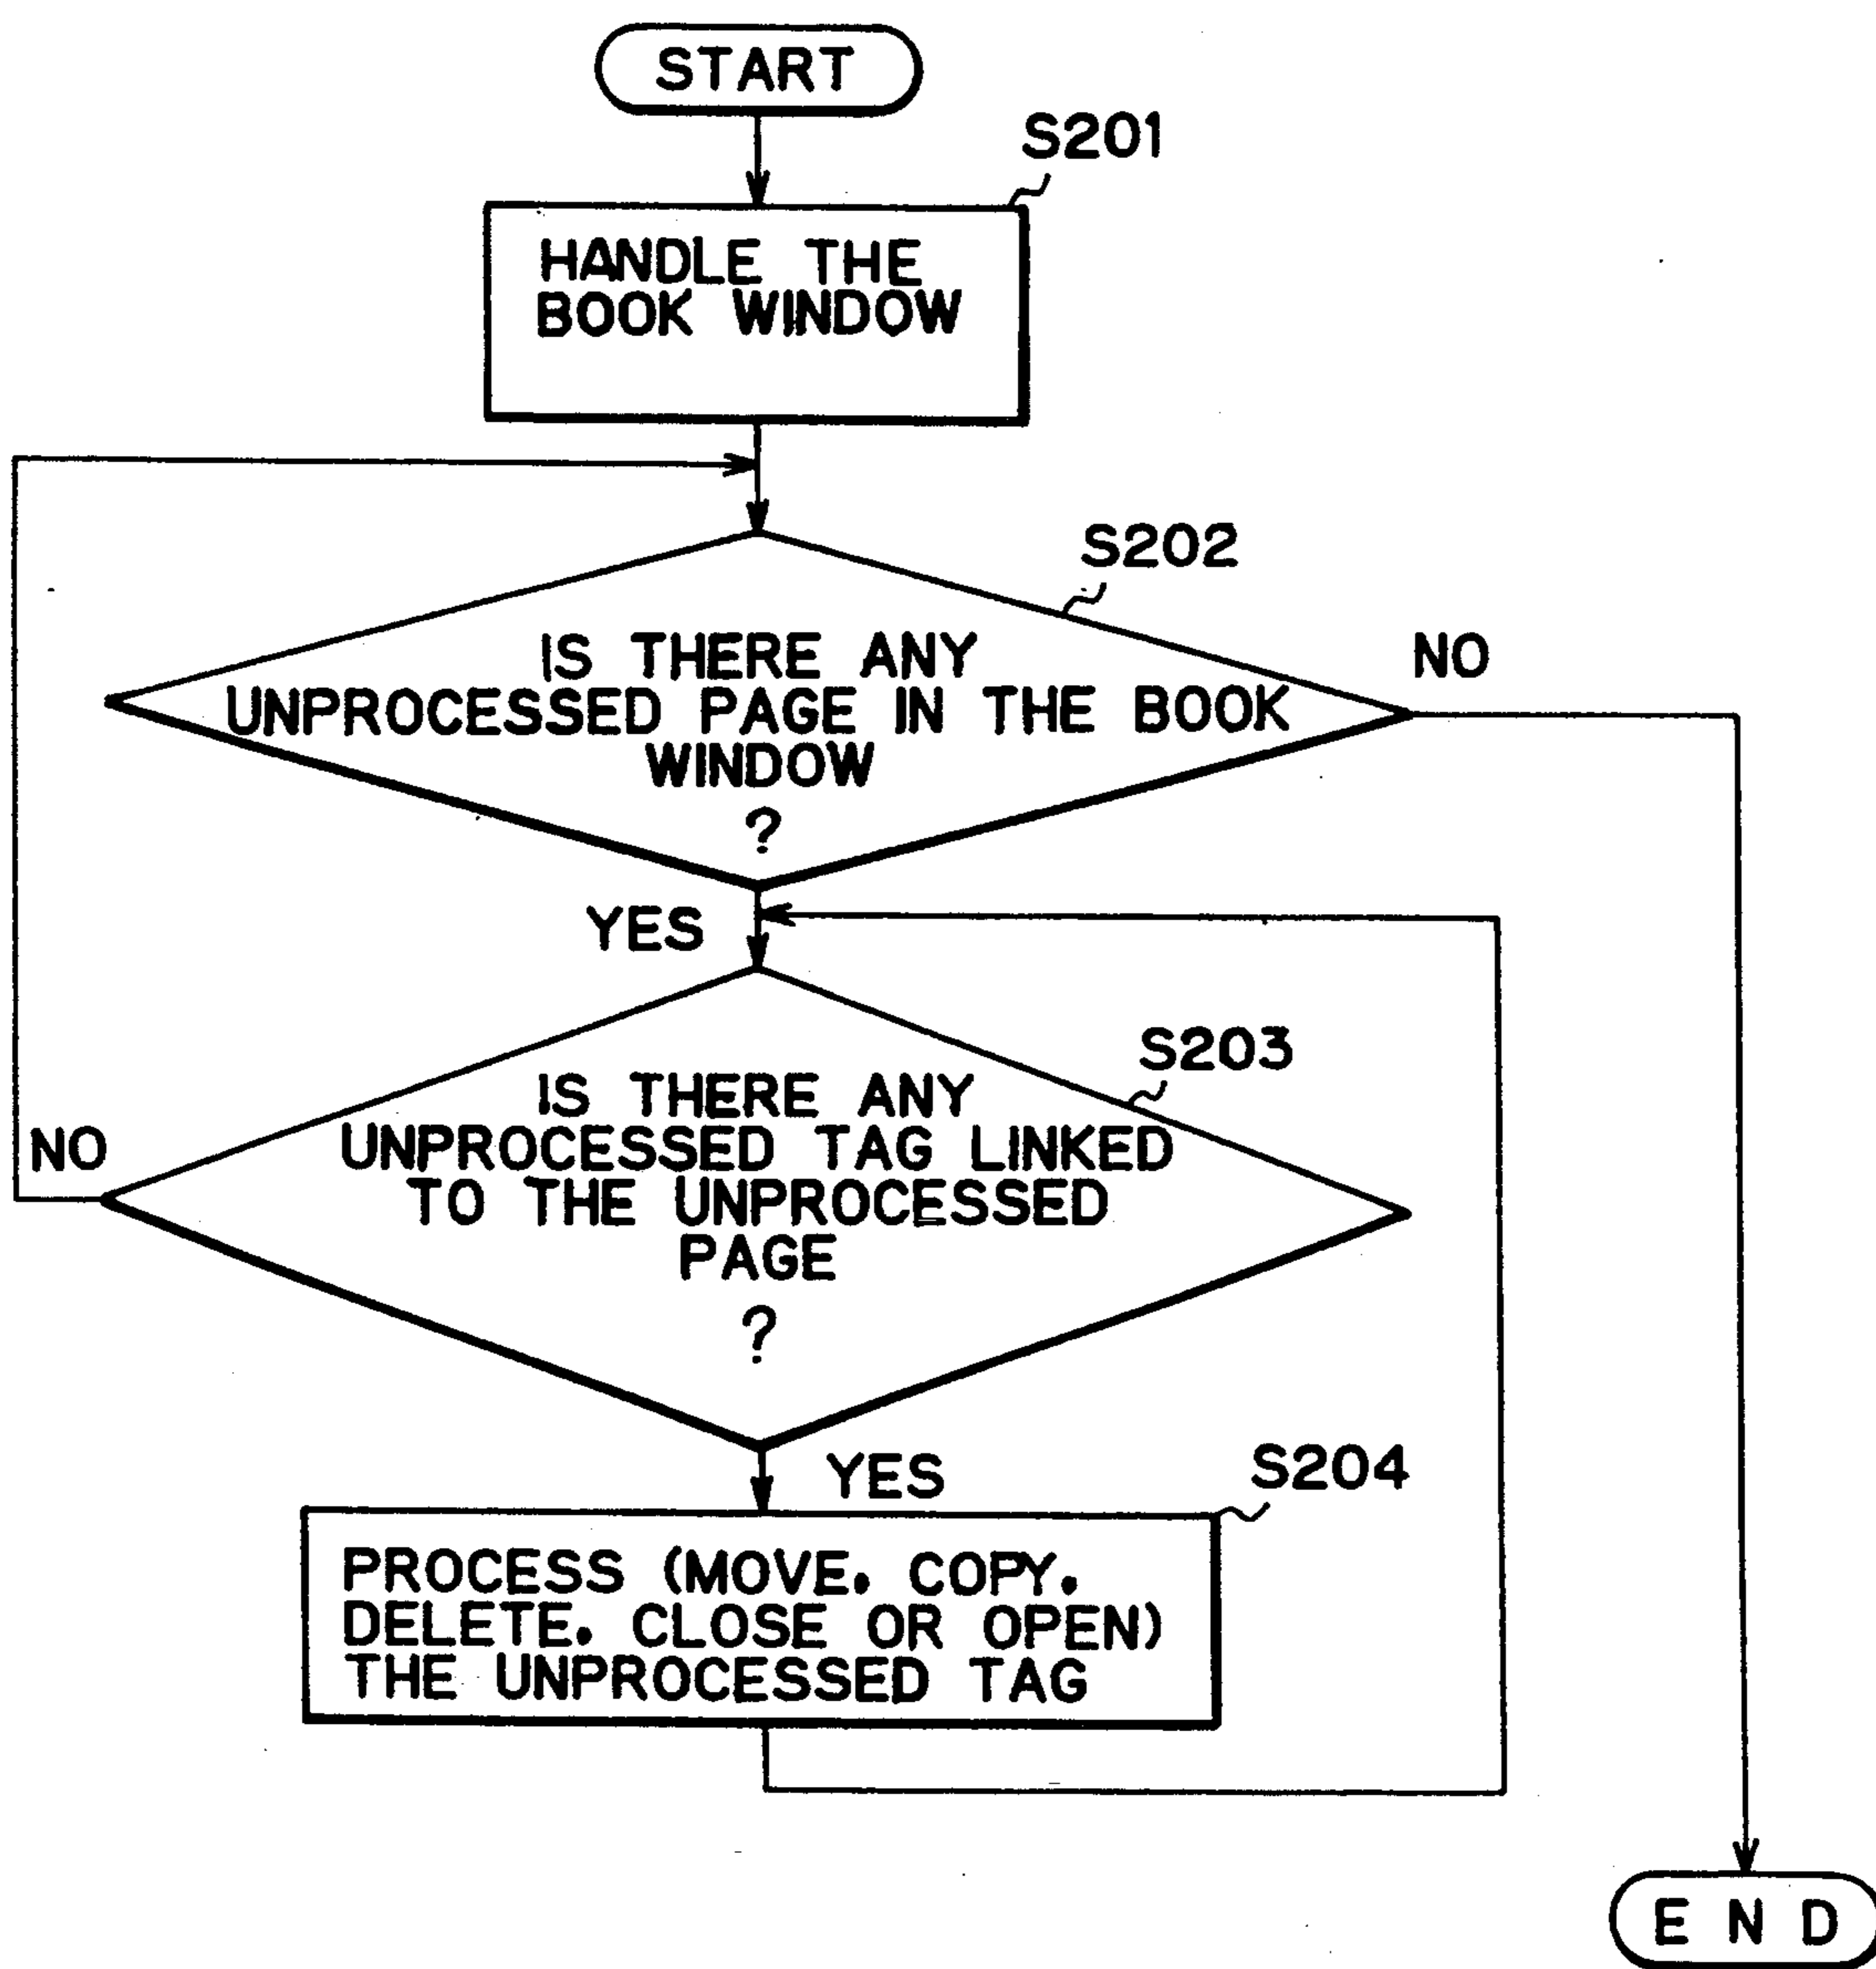 START
S201
HANDLE THE
BOOK WINDOW
S202
IS THERE ANY
UNPROCESSED PAGE IN THE BOOK
WINDOW
?
NO
YES
S203
IS THERE ANY
UNPROCESSED TAG LINKED
TO THE UNPROCESSED
PAGE
?
NO
YES
S204
PROCESS (MOVE. COPY.
DELETE. CLOSE OR OPEN)
THE UNPROCESSED TAG
END